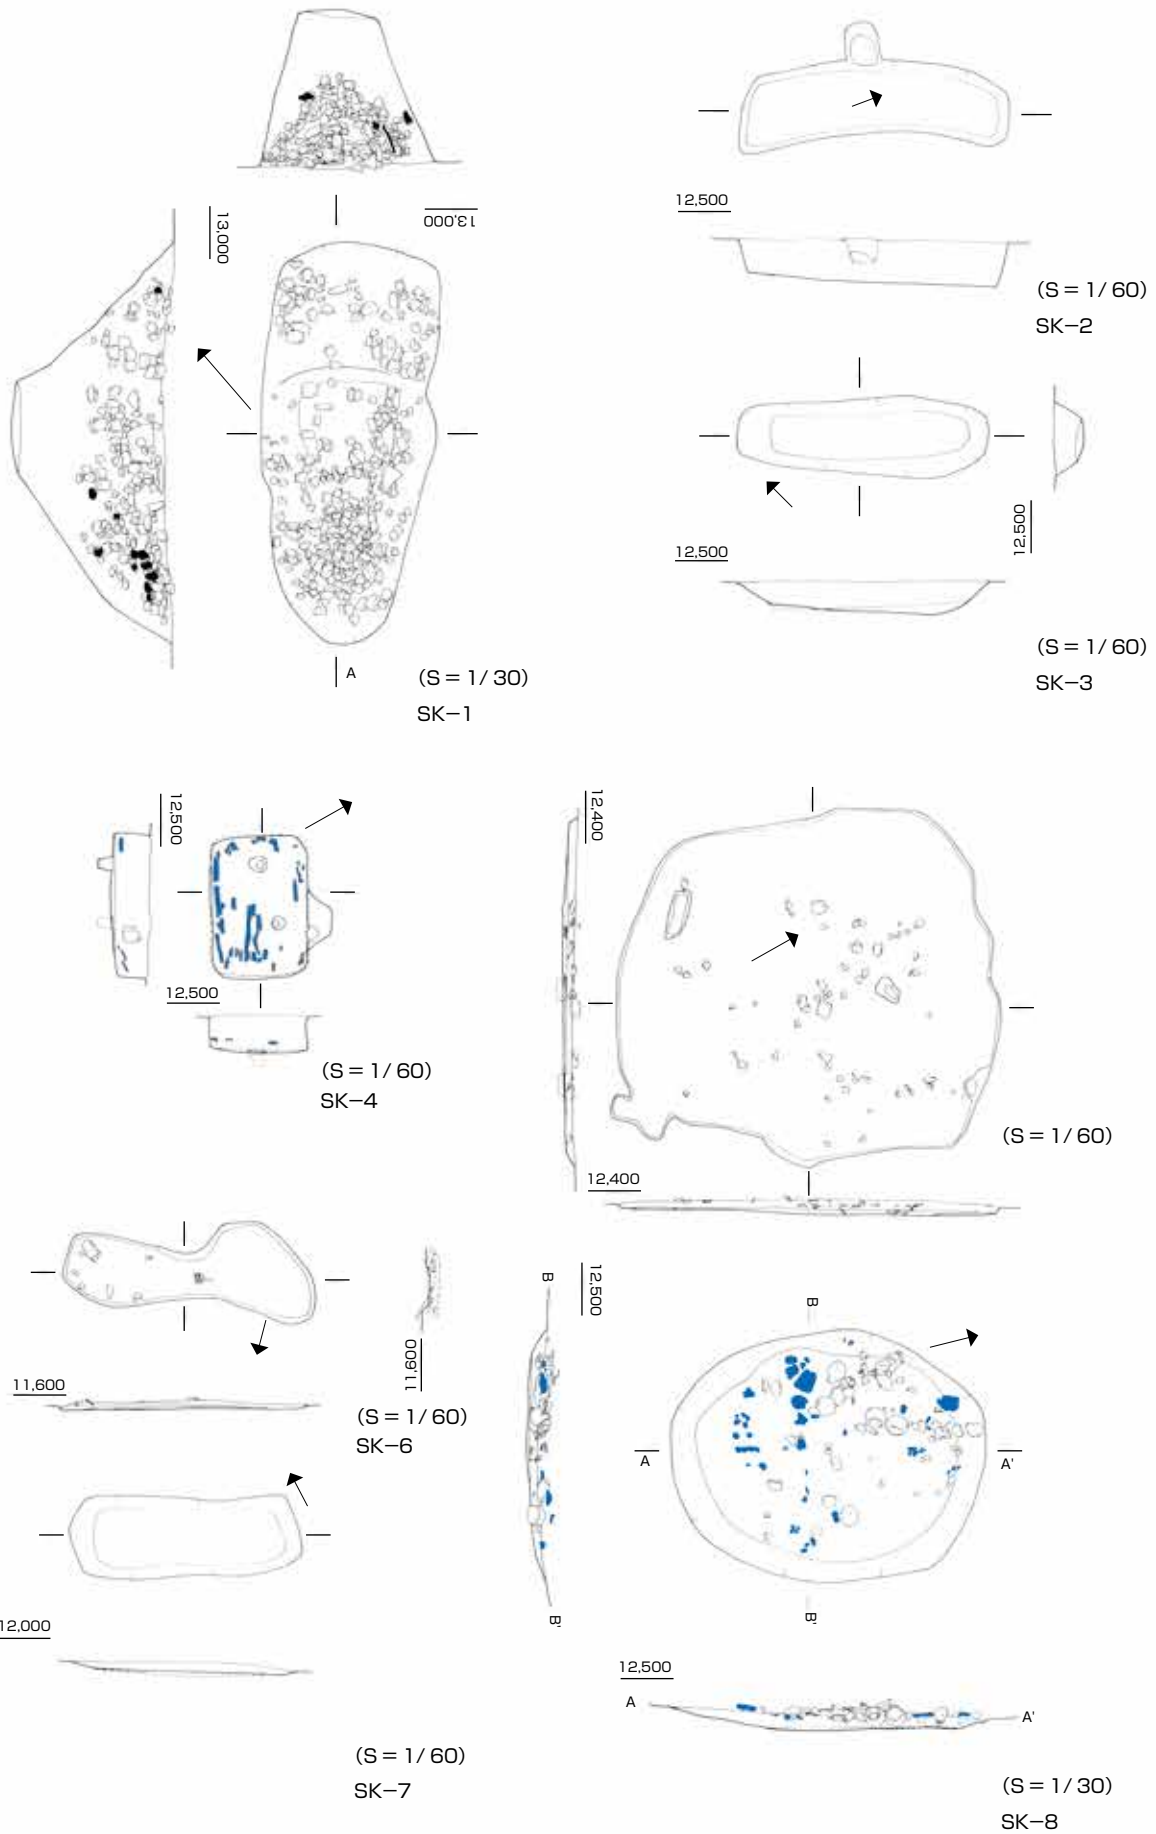 13,000
13,000
A
(S = 1/30)
SK−1
12,500
(S = 1/60)
SK−2
12,500
12,500
(S = 1/60)
SK−3
12,500
12,500
(S = 1/60)
SK−4
12,400
12,400
(S = 1/60)
11,600
11,600
(S = 1/60)
SK−6
12,000
(S = 1/60)
SK−7
B
12,500
B'
B
A
A'
B'
12,500
A
A'
(S = 1/30)
SK−8